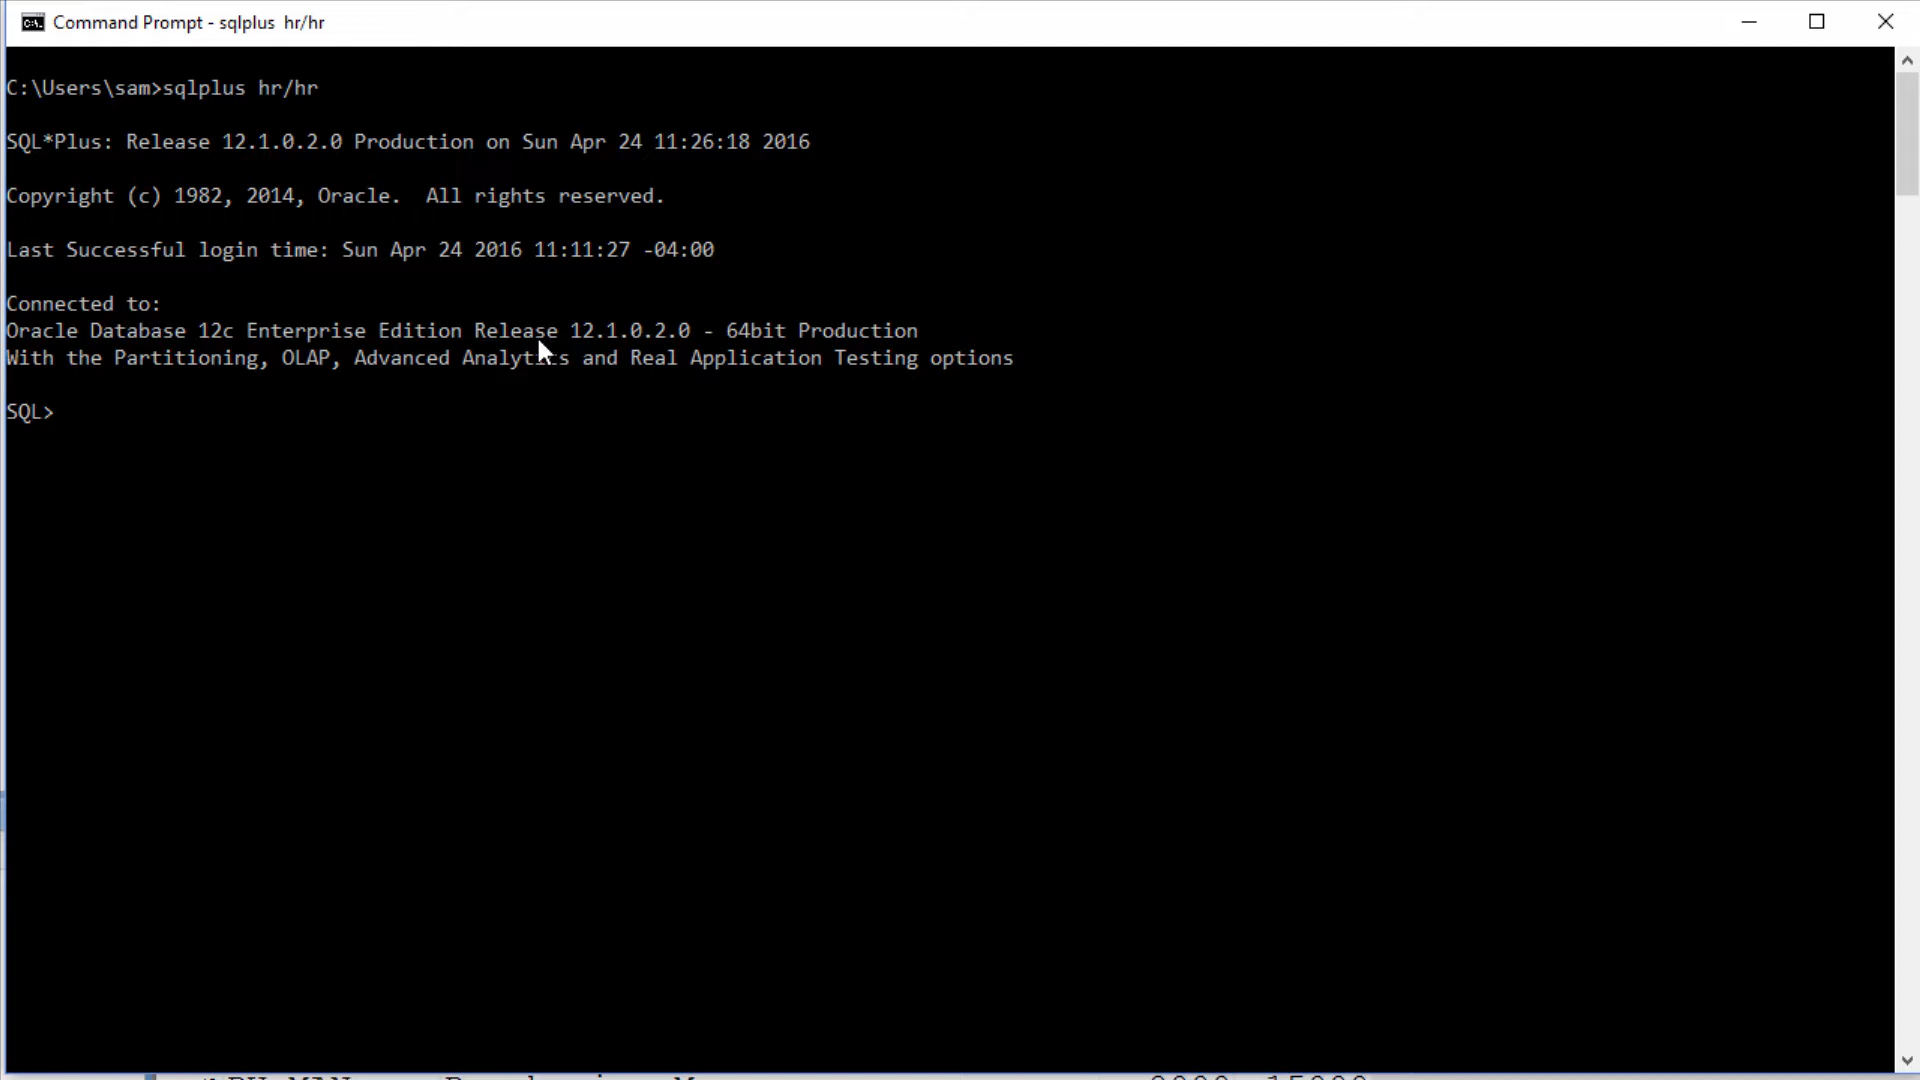 Command Prompt - sqlplus  hr/hr
C:\Users\sam>sqlplus hr/hr
SQL*Plus: Release 12.1.0.2.0 Production on Sun Apr 24 11:26:18 2016
Copyright (c) 1982, 2014, Oracle.  All rights reserved.
Last Successful login time: Sun Apr 24 2016 11:11:27 -04:00
Connected to:
Oracle Database 12c Enterprise Edition Release 12.1.0.2.0 - 64bit Production
With the Partitioning, OLAP, Advanced Analytics and Real Application Testing options
SQL>